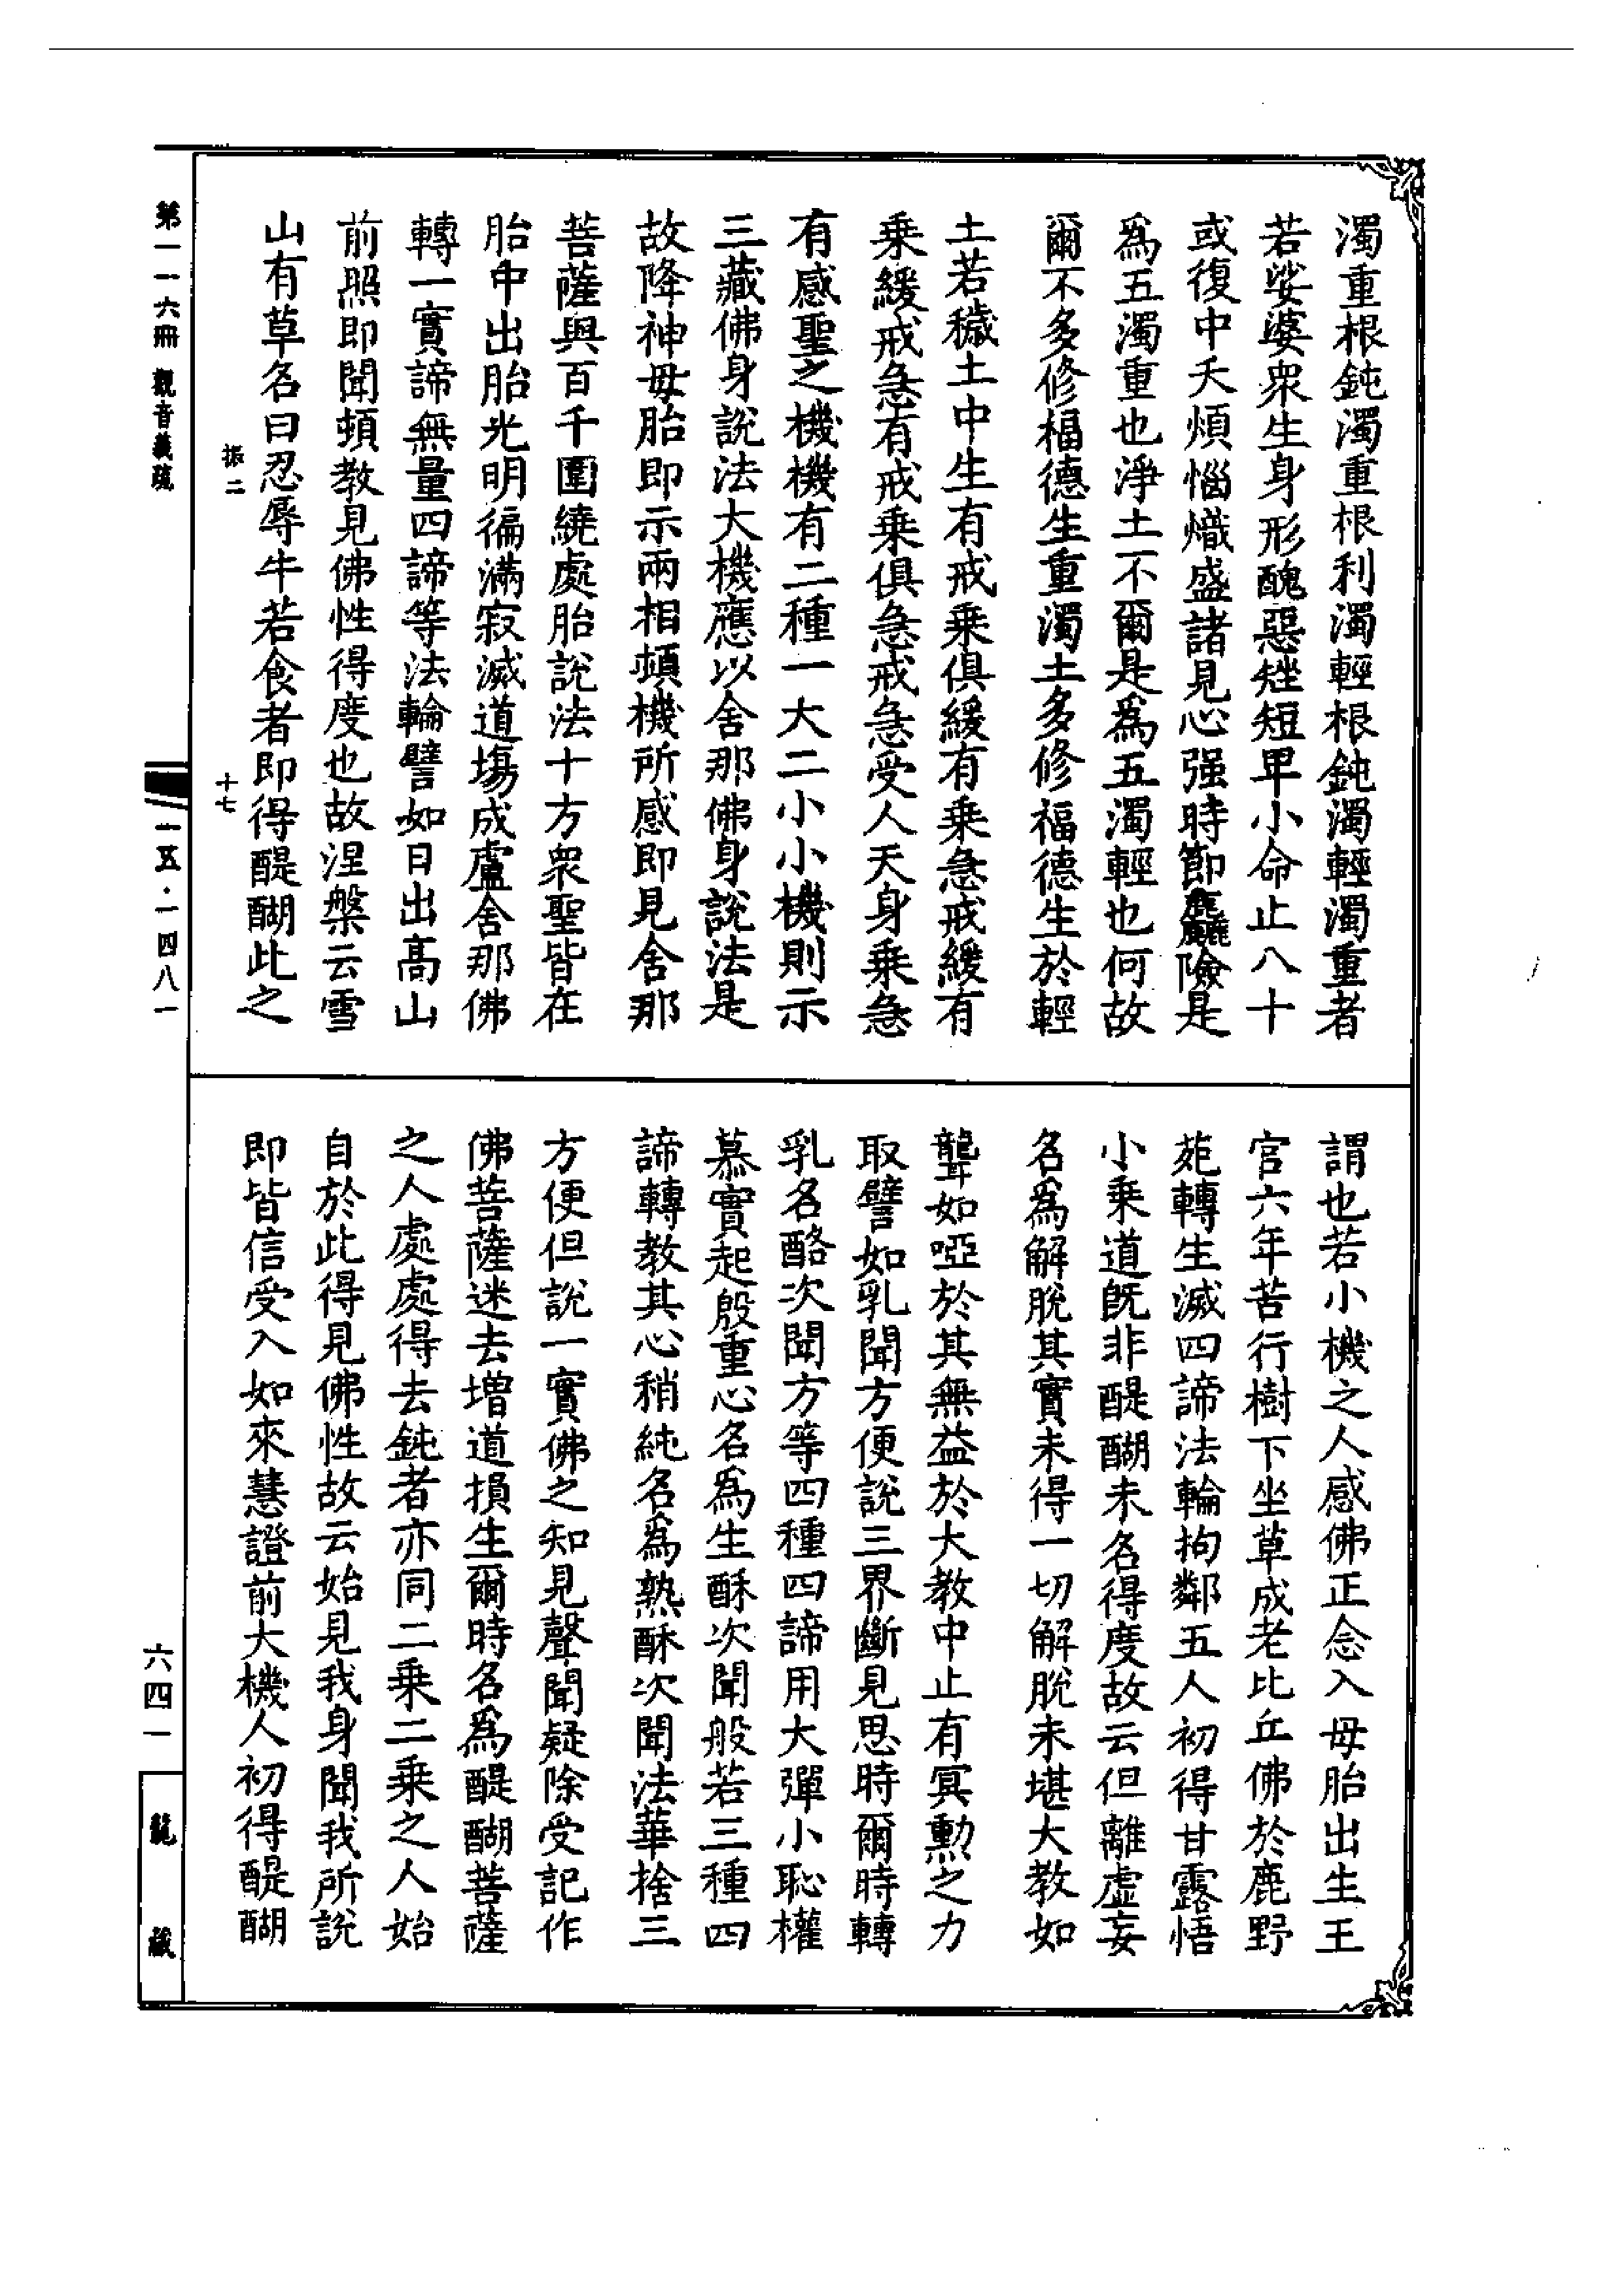 濁重根鈍濁重根利濁輕根鈍濁輕濁重者
若娑婆衆生身形醜惡矬短卑小命止八十
或復中夭煩惱熾盛諸見心强時節麤險是
爲五濁重也淨土不爾是爲五濁輕也何故
爾不多修福德生重濁土多修福德生於輕
土若穢土中生有戒乘俱緩有乘急戒緩有
乘緩戒急有戒乘俱急戒急受人天身乘急
有感聖之機機有二種一大二小小機則示
三藏佛身說法大機應以舍那佛身說法是
故降神毋胎即示兩相頓機所感即見舍那
菩薩與百千圍繞處胎說法十方衆聖皆在
胎中出胎光明徧滿寂滅道塲成盧舍那佛
轉一實諦無量四諦等法輪譬如日出高山
前照即聞頓教見佛性得度也故涅槃云雪
山有草名曰忍辱牛若食者即得醍醐此之
謂也若小機之人感佛正念入毋胎出生王
宫六年苦行樹下坐草成老比丘佛於鹿野
苑轉生滅四諦法輪拘鄰五人初得甘露悟
小乘道旣非醍醐未名得度故云但離虛妄
名爲解脫其實未得一切解脫未堪大教如
聾如啞於其無益於大教中止有冥勲之力
取譬如乳聞方便說三界斷見思時爾時轉
乳名酪次聞方等四種四諦用大彈小恥權
慕實起殷重心名爲生酥次聞般若三種四
諦轉教其心稍純名爲熟酥次聞法華捨三
方便但說一實佛之知見聲聞疑除受記作
佛菩薩迷去增道損生爾時名爲醍醐菩薩
之人處處得去鈍者亦同二乘二乘之人始
自於此得見佛性故云始見我身聞我所說
即皆信受入如來慧證前大機人初得醍醐
振二
十七
第一一六冊 觀音義疏
一五·一四八一
六四一
龍藏